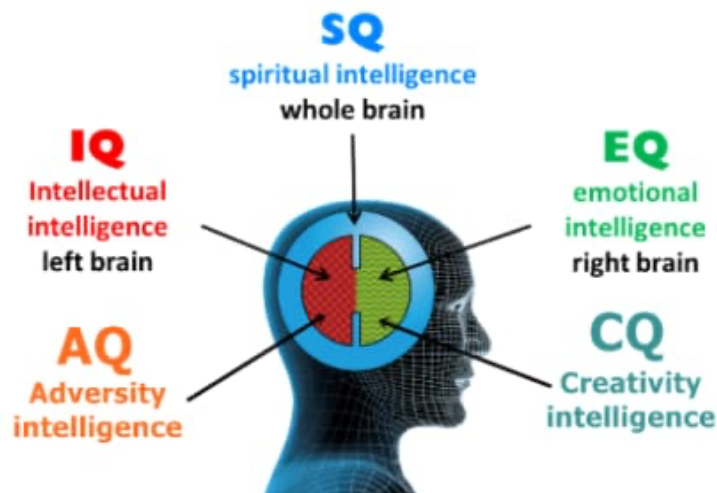 SQ
spiritual intelligence
whole brain
IQ
Intellectual
intelligence
left brain
EQ
emotional
intelligence
right brain
AQ
Adversity
intelligence
CQ
Creativity
intelligence